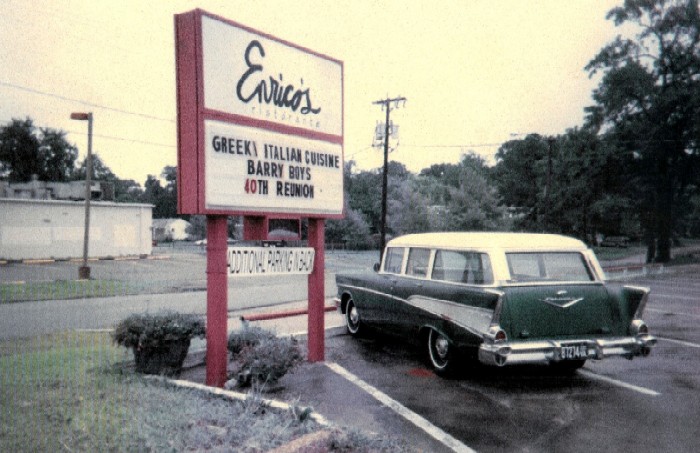 Enrico's
ristorante
GREEK\ ITALIAN CUISINE
BARRY BOYS
40TH REUNION
ADDITIONAL PARKING IN BACK